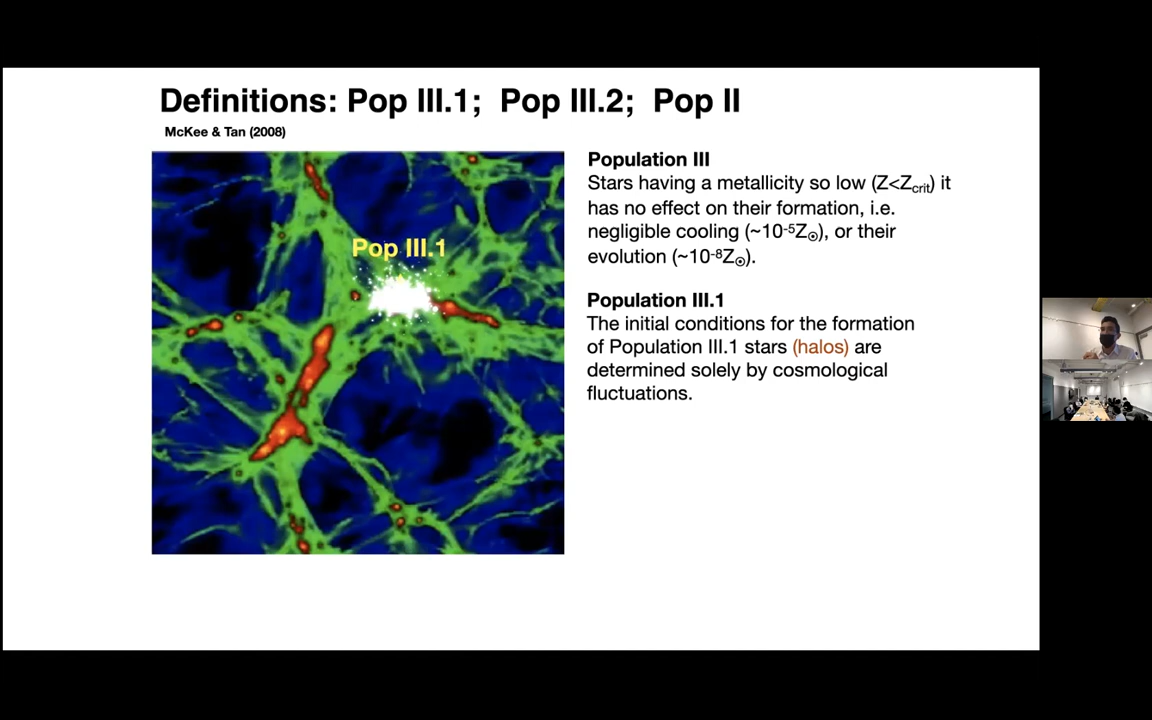 Definitions: Pop III.1; Pop III.2; Pop II
McKee & Tan (2008)
Pop III.1
Population III
Stars having a metallicity so low (Z<Zcrit) it
has no effect on their formation, i.e.
negligible cooling (~10-5Z⊙), or their
evolution (~10-8Z⊙).
Population III.1
The initial conditions for the formation
of Population III.1 stars (halos) are
determined solely by cosmological
fluctuations.